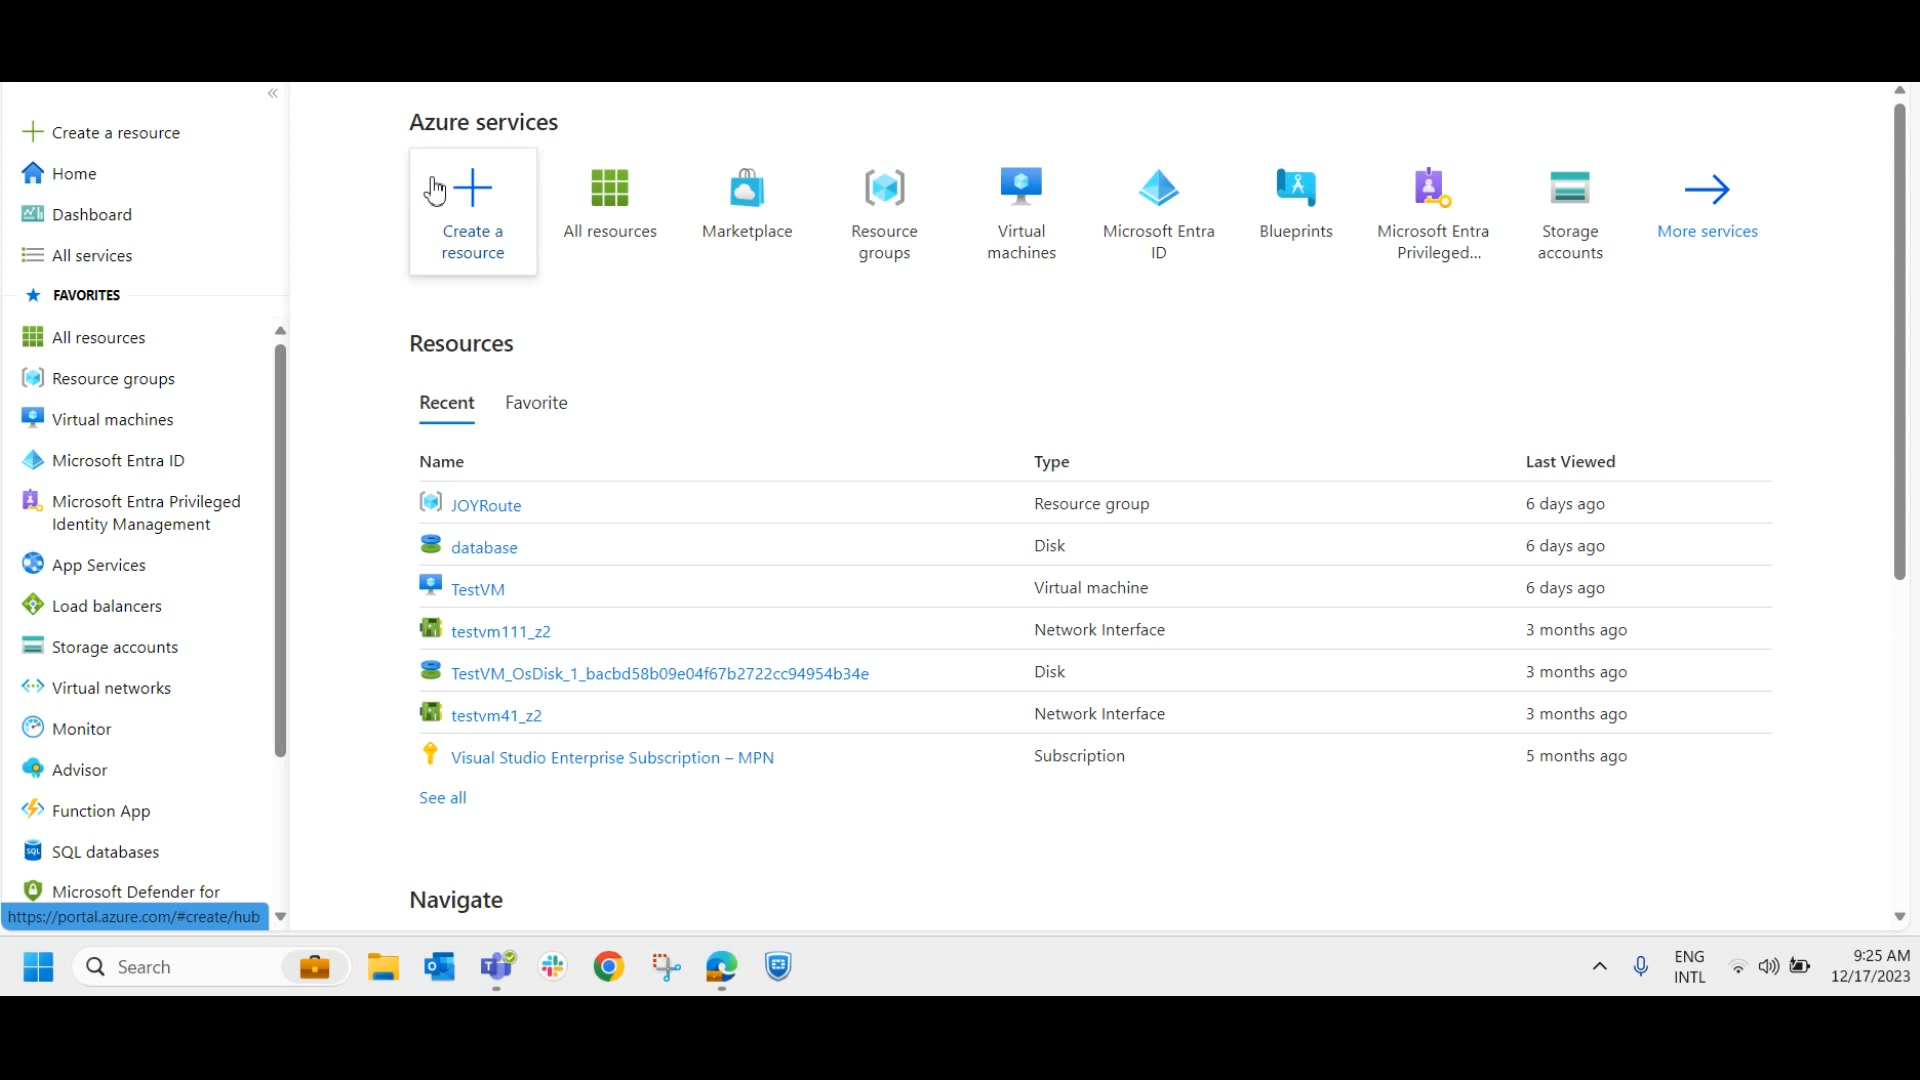 Create a resource
Home
Dashboard
All services
FAVORITES
All resources
Resource groups
Virtual machines
Microsoft Entra ID
Microsoft Entra Privileged
Identity Management
App Services
Load balancers
Storage accounts
Virtual networks
Monitor
Advisor
Function App
SQL databases
Microsoft Defender for
https://portal.azure.com/#create/hub
Azure services
Create a
resource
All resources
Marketplace
Resource
groups
Virtual
machines
Microsoft Entra
ID
Blueprints
Microsoft Entra
Privileged...
Storage
accounts
More services
Resources
Recent Favorite
Name Type Last Viewed
JOYRoute Resource group 6 days ago
database Disk 6 days ago
TestVM Virtual machine 6 days ago
testvm111_z2 Network Interface 3 months ago
TestVM_OsDisk_1_bacbd58b09e04f67b2722cc94954b34e Disk 3 months ago
testvm41_z2 Network Interface 3 months ago
Visual Studio Enterprise Subscription – MPN Subscription 5 months ago
See all
Navigate
Search
ENG
INTL
9:25 AM
12/17/2023